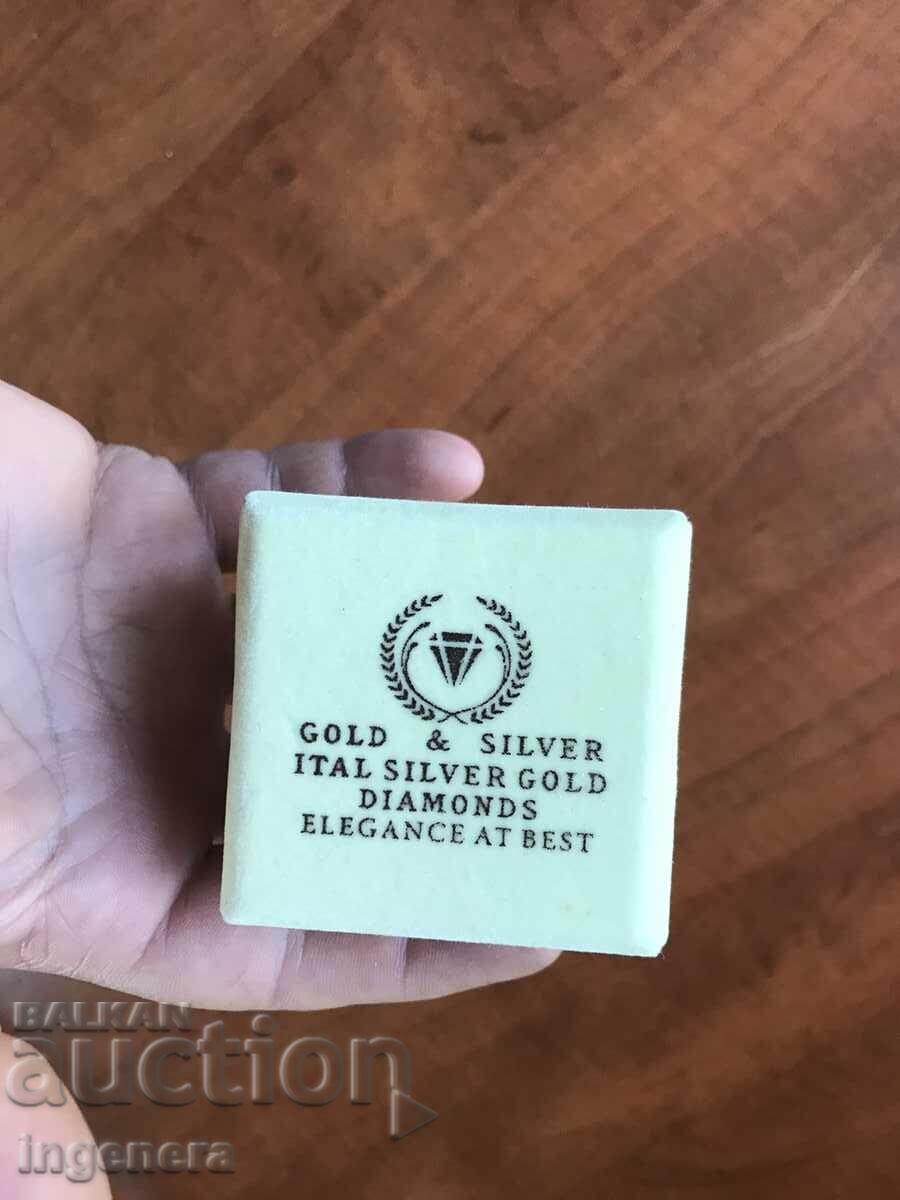 GOLD & SILVER
ITAL SILVER GOLD
DIAMONDS
ELEGANCE AT BEST
BALKAN
auction
ingenera